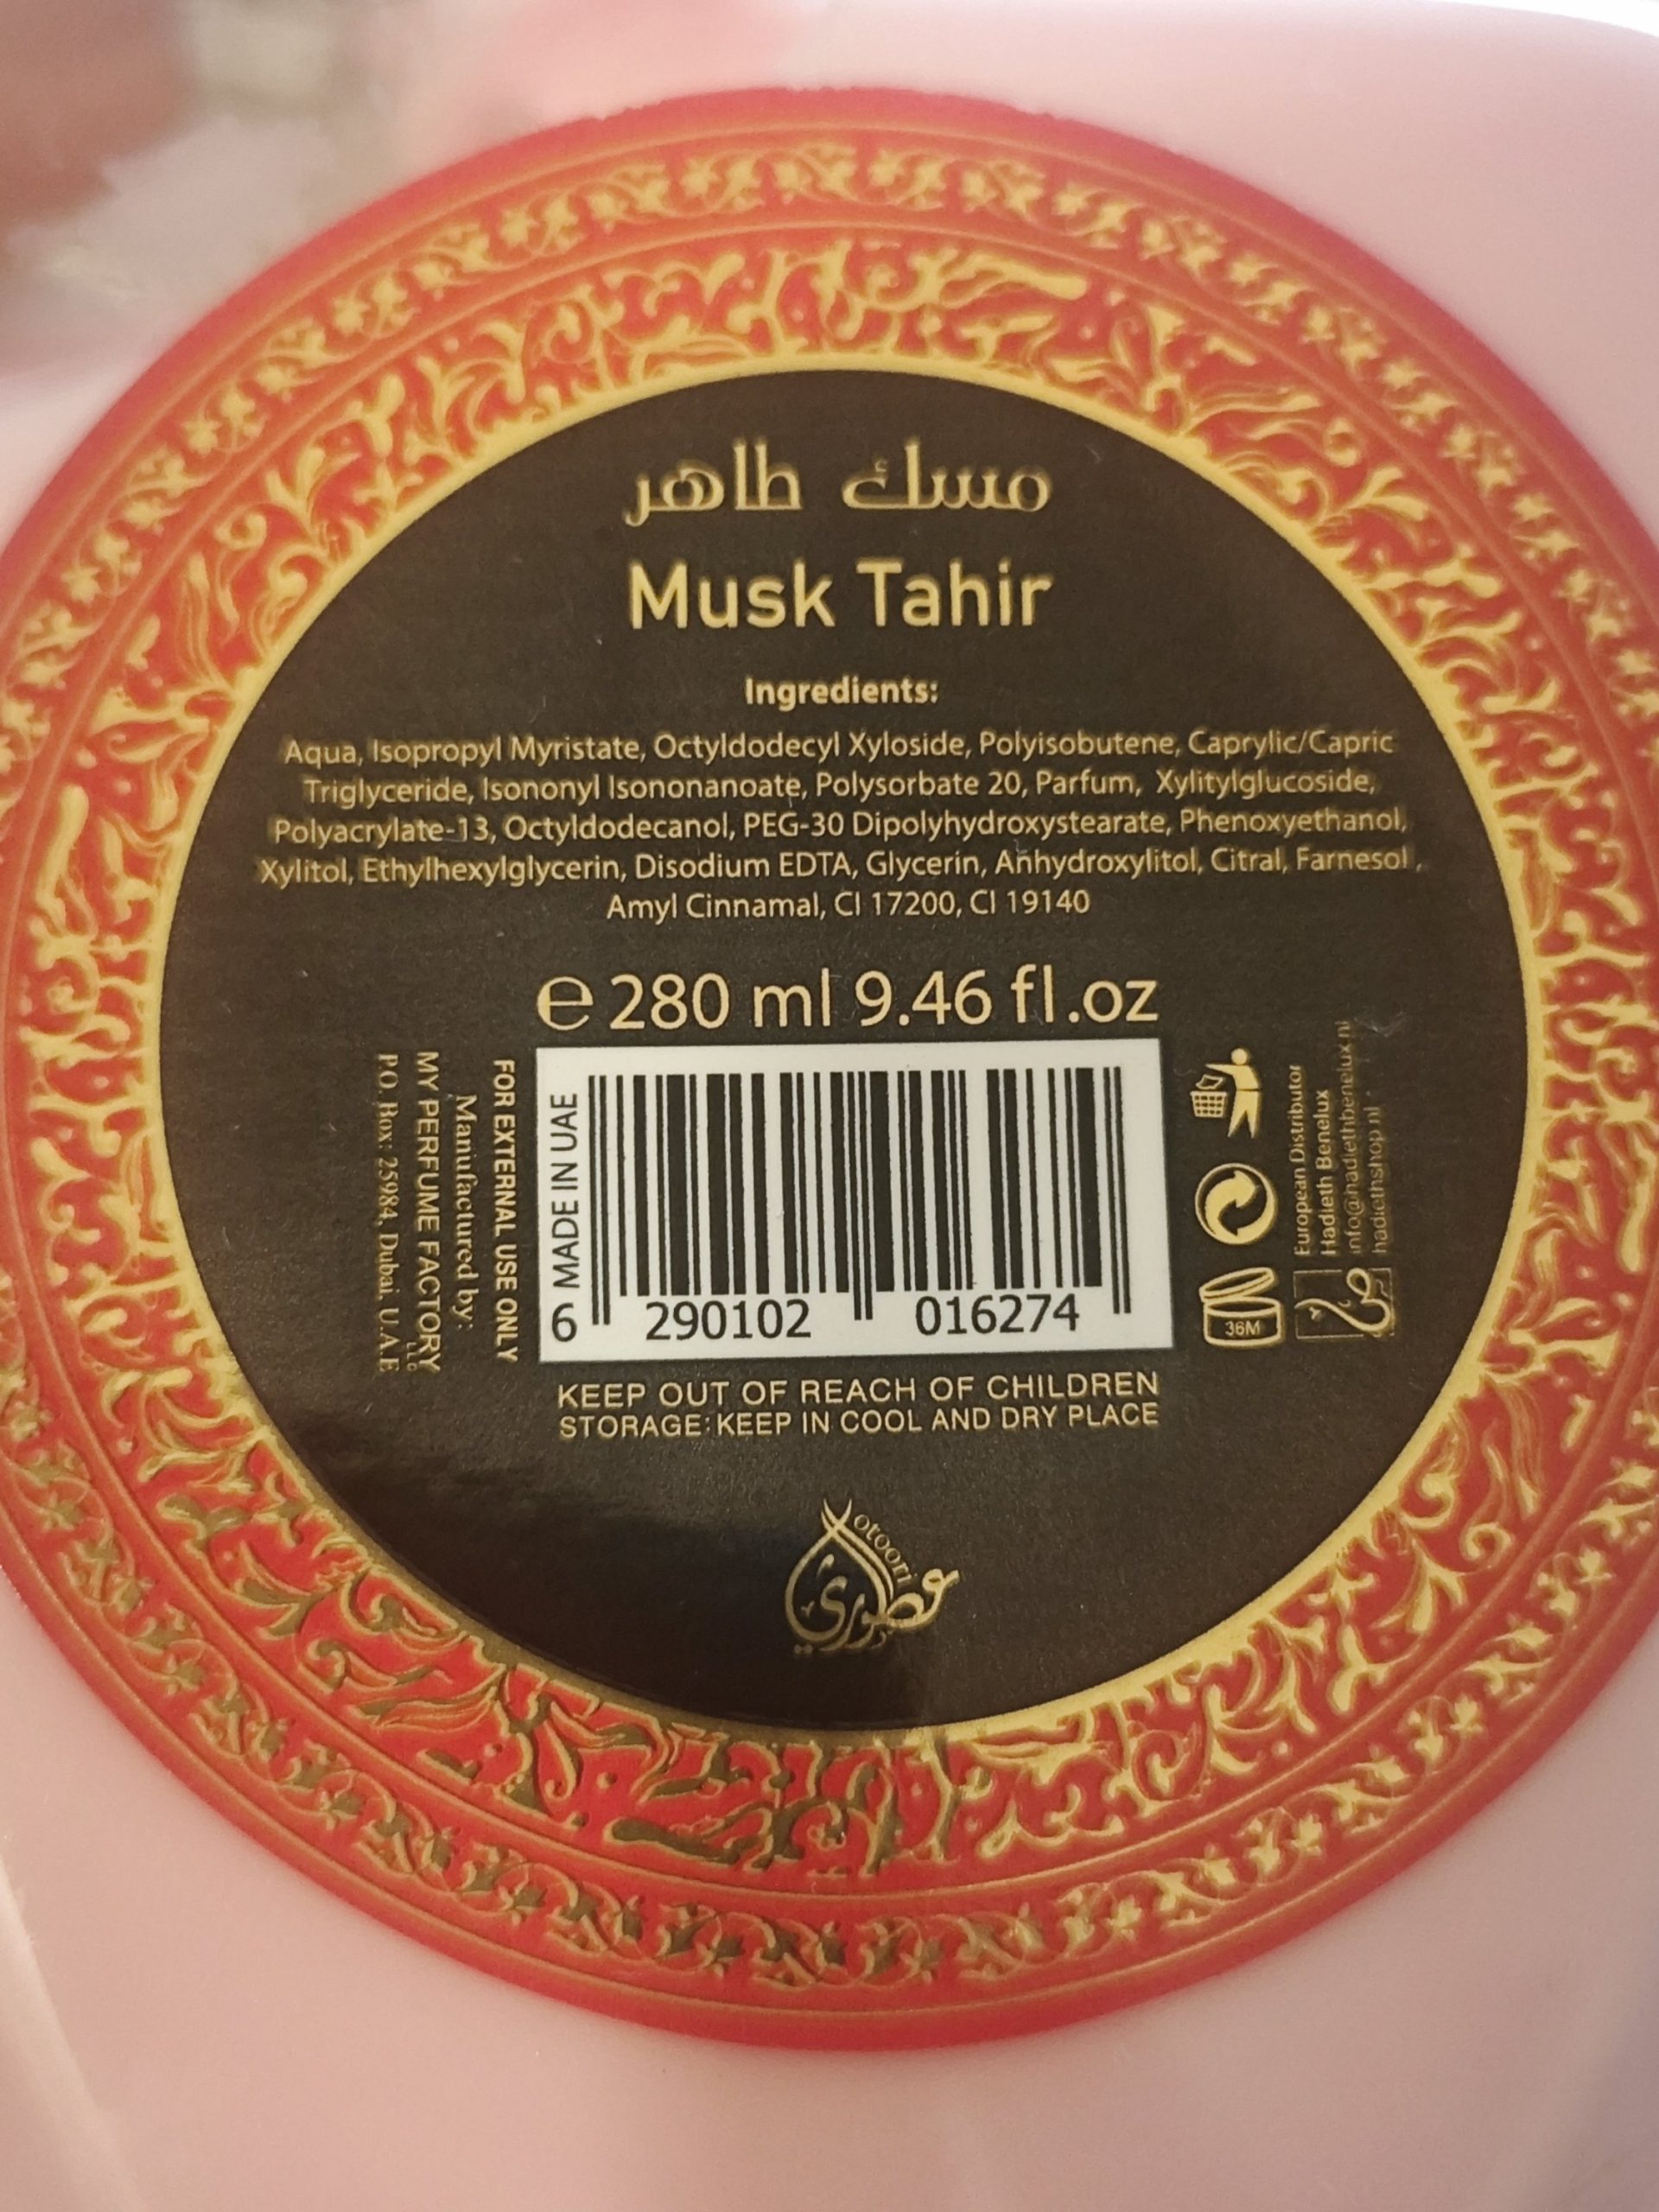 مسك طاهر
Musk Tahir
Ingredients:
Aqua, Isopropyl Myristate, Octyldodecyl Xyloside, Polyisobutene, Caprylic/Capric
Triglyceride, Isononyl Isononanoate, Polysorbate 20, Parfum, Xylitylglucoside,
Polyacrylate-13, Octyldodecanol, PEG-30 Dipolyhydroxystearate, Phenoxyethanol,
Xylitol, Ethylhexylglycerin, Disodium EDTA, Glycerin, Anhydroxylitol, Citral, Farnesol ,
Amyl Cinnamal, CI 17200, CI 19140
e 280 ml 9.46 fl.oz
FOR EXTERNAL USE ONLY
Manufactured by:
MY PERFUME FACTORY LLC
P.O. Box: 25984, Dubai, U.A.E
MADE IN UAE
6 290102 016274
36M
European Distributor
Hadieth Benelux
info@hadiethbenelux.nl
hadiethshop.nl
KEEP OUT OF REACH OF CHILDREN
STORAGE: KEEP IN COOL AND DRY PLACE
otoori
عطوري